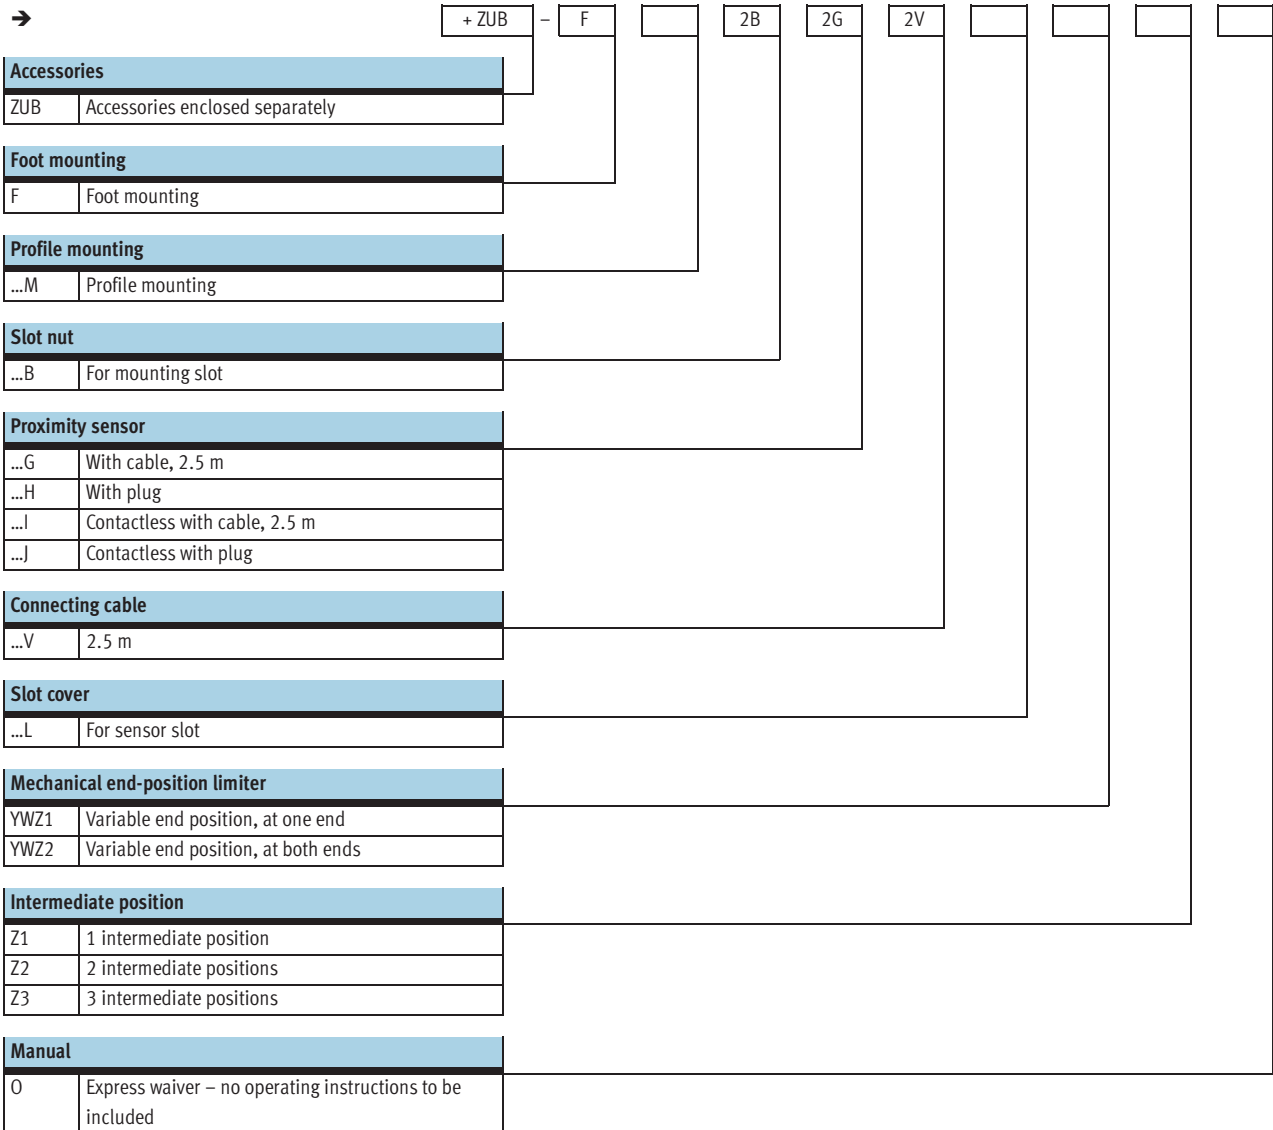 ➔ + ZUB – F 2B 2G 2V
Accessories
ZUB Accessories enclosed separately
Foot mounting
F Foot mounting
Profile mounting
...M Profile mounting
Slot nut
...B For mounting slot
Proximity sensor
...G With cable, 2.5 m
...H With plug
...I Contactless with cable, 2.5 m
...J Contactless with plug
Connecting cable
...V 2.5 m
Slot cover
...L For sensor slot
Mechanical end-position limiter
YWZ1 Variable end position, at one end
YWZ2 Variable end position, at both ends
Intermediate position
Z1 1 intermediate position
Z2 2 intermediate positions
Z3 3 intermediate positions
Manual
O Express waiver – no operating instructions to be
included